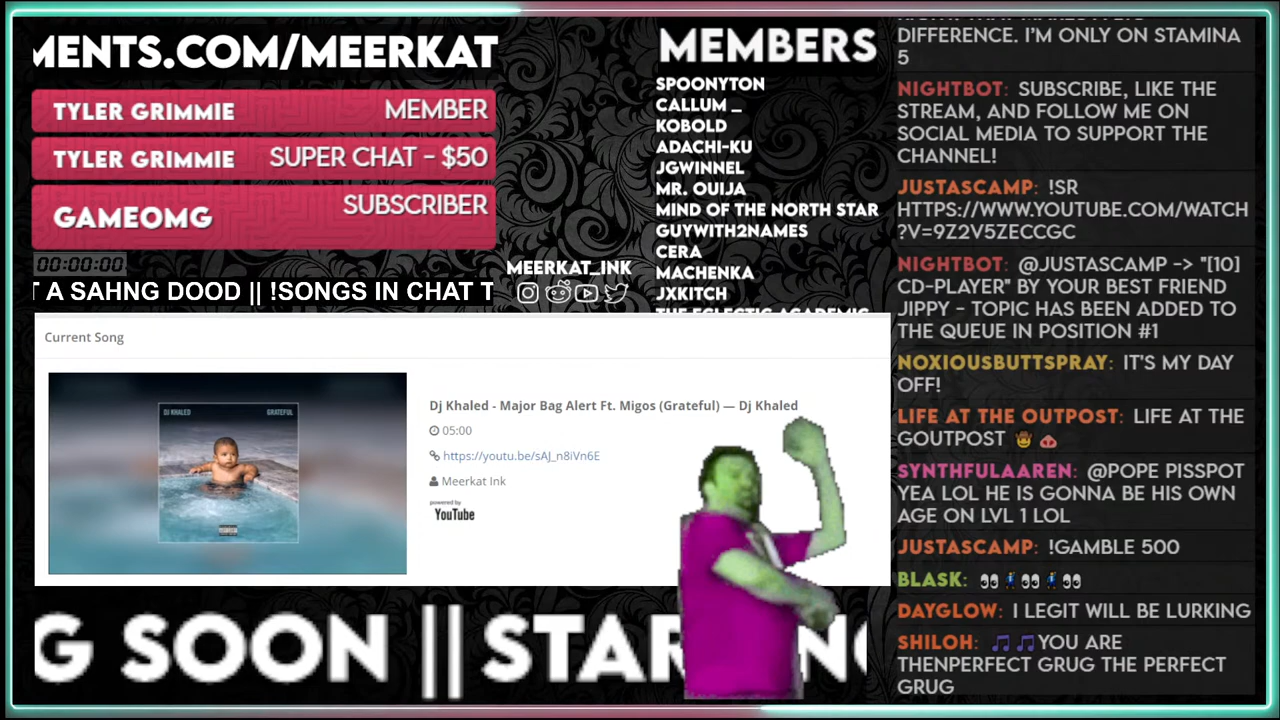 MENTS.COM/MEERKAT
TYLER GRIMMIE MEMBER
TYLER GRIMMIE SUPER CHAT - $50
GAMEOMG SUBSCRIBER
00:00:00
T A SAHNG DOOD || !SONGS IN CHAT T
MEERKAT_INK
MEMBERS
SPOONYTON
CALLUM _
KOBOLD
ADACHI-KU
JGWINNEL
MR. OUIJA
MIND OF THE NORTH STAR
GUYWITH2NAMES
CERA
MACHENKA
JXKITCH
THE ECLECTIC ACADEMIC
Current Song
DJ KHALED GRATEFUL
Dj Khaled - Major Bag Alert Ft. Migos (Grateful) — Dj Khaled
05:00
https://youtu.be/sAJ_n8iVn6E
Meerkat Ink
powered by
YouTube
G SOON || STAR NG
DIFFERENCE. I'M ONLY ON STAMINA
5
NIGHTBOT: SUBSCRIBE, LIKE THE
STREAM, AND FOLLOW ME ON
SOCIAL MEDIA TO SUPPORT THE
CHANNEL!
JUSTASCAMP: !SR
HTTPS://WWW.YOUTUBE.COM/WATCH
?V=9Z2V5ZECCGC
NIGHTBOT: @JUSTASCAMP -> "[10]
CD-PLAYER" BY YOUR BEST FRIEND
JIPPY - TOPIC HAS BEEN ADDED TO
THE QUEUE IN POSITION #1
NOXIOUSBUTTSPRAY: IT'S MY DAY
OFF!
LIFE AT THE OUTPOST: LIFE AT THE
GOUTPOST 🤠 🐽
SYNTHFULAAREN: @POPE PISSPOT
YEA LOL HE IS GONNA BE HIS OWN
AGE ON LVL 1 LOL
JUSTASCAMP: !GAMBLE 500
BLASK: 👀🚶‍♂️👀🚶‍♂️👀
DAYGLOW: I LEGIT WILL BE LURKING
SHILOH: 🎵🎵YOU ARE
THENPERFECT GRUG THE PERFECT
GRUG